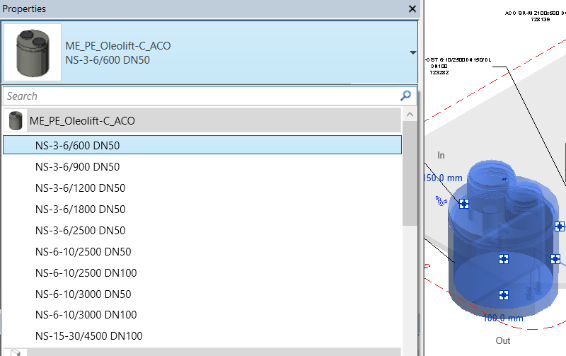 Properties
ME_PE_Oleolift-C_ACO
NS-3-6/600 DN50
Search
ME_PE_Oleolift-C_ACO
NS-3-6/600 DN50
NS-3-6/900 DN50
NS-3-6/1200 DN50
NS-3-6/1800 DN50
NS-3-6/2500 DN50
NS-6-10/2500 DN50
NS-6-10/2500 DN100
NS-6-10/3000 DN50
NS-6-10/3000 DN100
NS-15-30/4500 DN100
DN100
In
150.0 mm
100.0 mm
Out